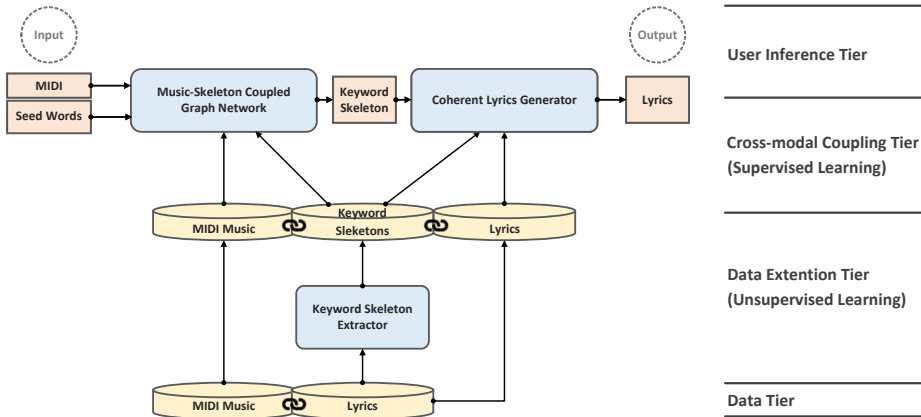 Input
Output
User Inference Tier
MIDI
Seed Words
Music-Skeleton Coupled
Graph Network
Keyword
Skeleton
Coherent Lyrics Generator
Lyrics
Cross-modal Coupling Tier
(Supervised Learning)
MIDI Music
Keyword
Sleketons
Lyrics
Data Extention Tier
(Unsupervised Learning)
Keyword Skeleton
Extractor
MIDI Music
Lyrics
Data Tier